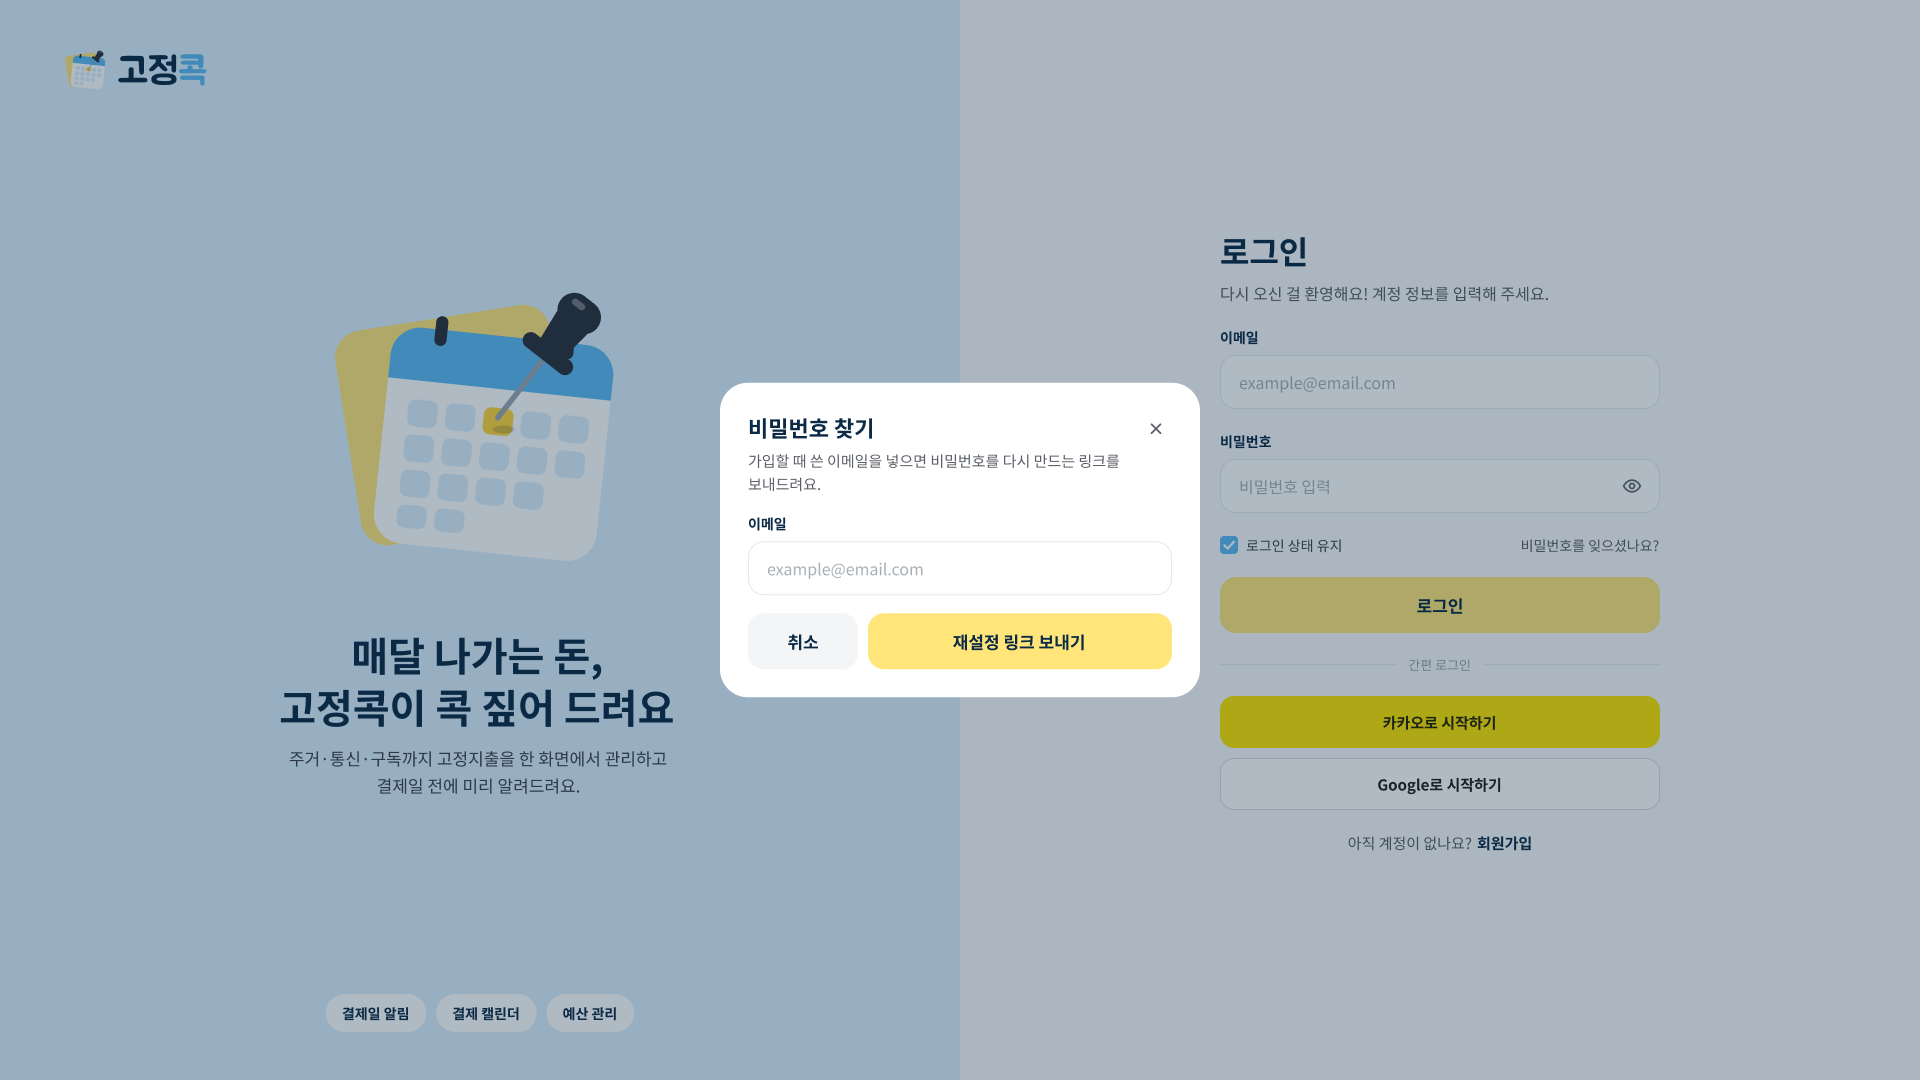 고정콕
매달 나가는 돈,
고정콕이 콕 짚어 드려요
주거·통신·구독까지 고정지출을 한 화면에서 관리하고
결제일 전에 미리 알려드려요.
결제일 알림
결제 캘린더
예산 관리
비밀번호 찾기
가입할 때 쓴 이메일을 넣으면 비밀번호를 다시 만드는 링크를
보내드려요.
이메일
example@email.com
취소
재설정 링크 보내기
로그인
다시 오신 걸 환영해요! 계정 정보를 입력해 주세요.
이메일
example@email.com
비밀번호
비밀번호 입력
로그인 상태 유지
비밀번호를 잊으셨나요?
로그인
간편 로그인
카카오로 시작하기
Google로 시작하기
아직 계정이 없나요? 회원가입